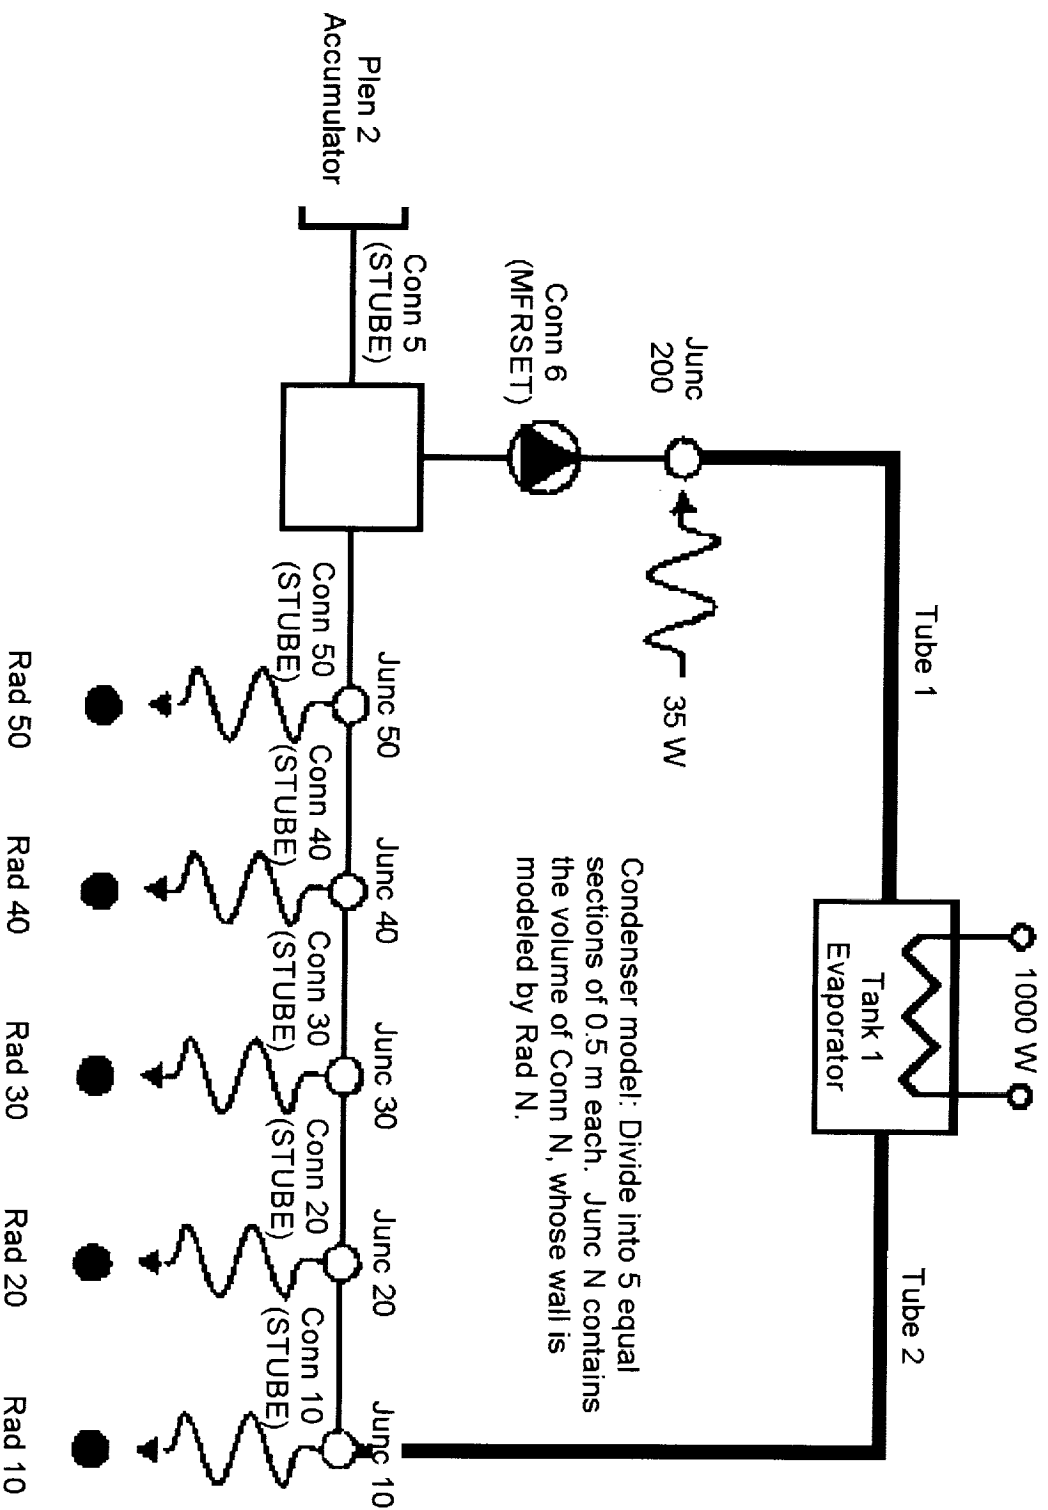 Tube 1
1000 W
Tank 1
Evaporator
Tube 2
Junc
200
35 W
Conn 6
(MFRSET)
Condenser model: Divide into 5 equal
sections of 0.5 m each. Junc N contains
the volume of Conn N, whose wall is
modeled by Rad N.
Plen 2
Accumulator
Conn 5
(STUBE)
Junc 50
Junc 40
Junc 30
Junc 20
Junc 10
Conn 50
(STUBE)
Conn 40
(STUBE)
Conn 30
(STUBE)
Conn 20
(STUBE)
Conn 10
(STUBE)
Rad 50
Rad 40
Rad 30
Rad 20
Rad 10